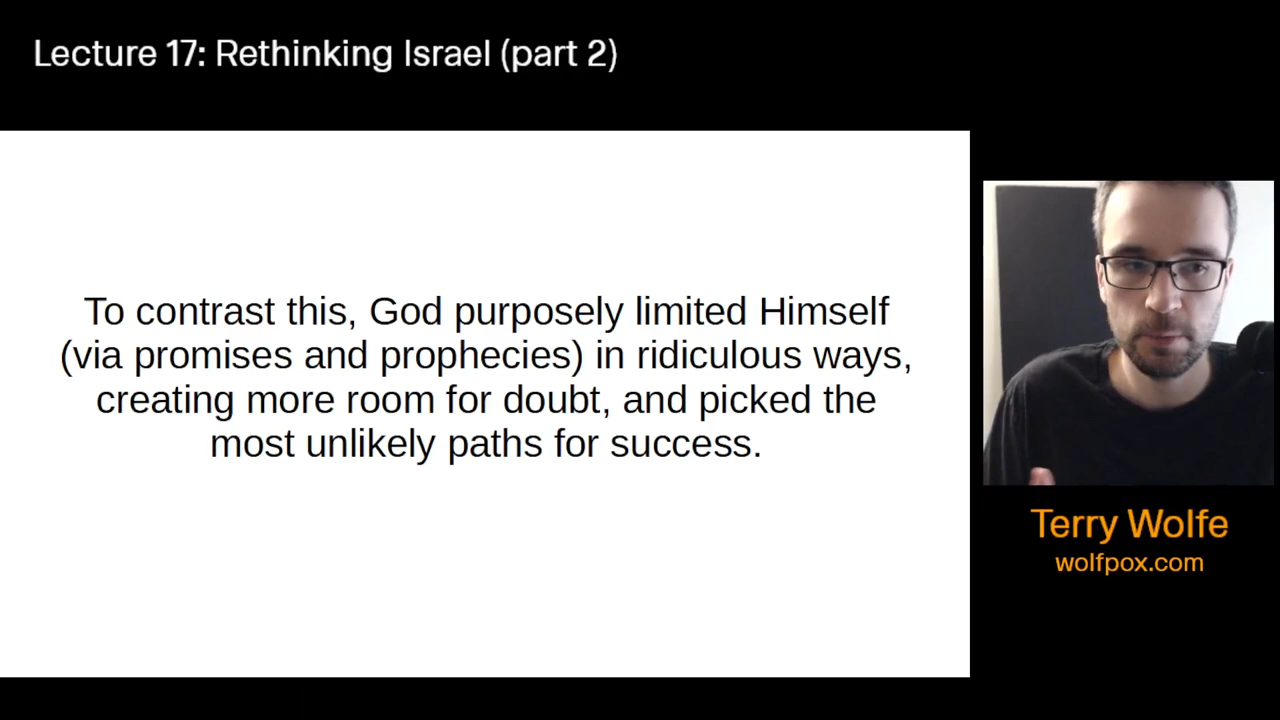 Lecture 17: Rethinking Israel (part 2)
To contrast this, God purposely limited Himself
(via promises and prophecies) in ridiculous ways,
creating more room for doubt, and picked the
most unlikely paths for success.
Terry Wolfe
wolfpox.com